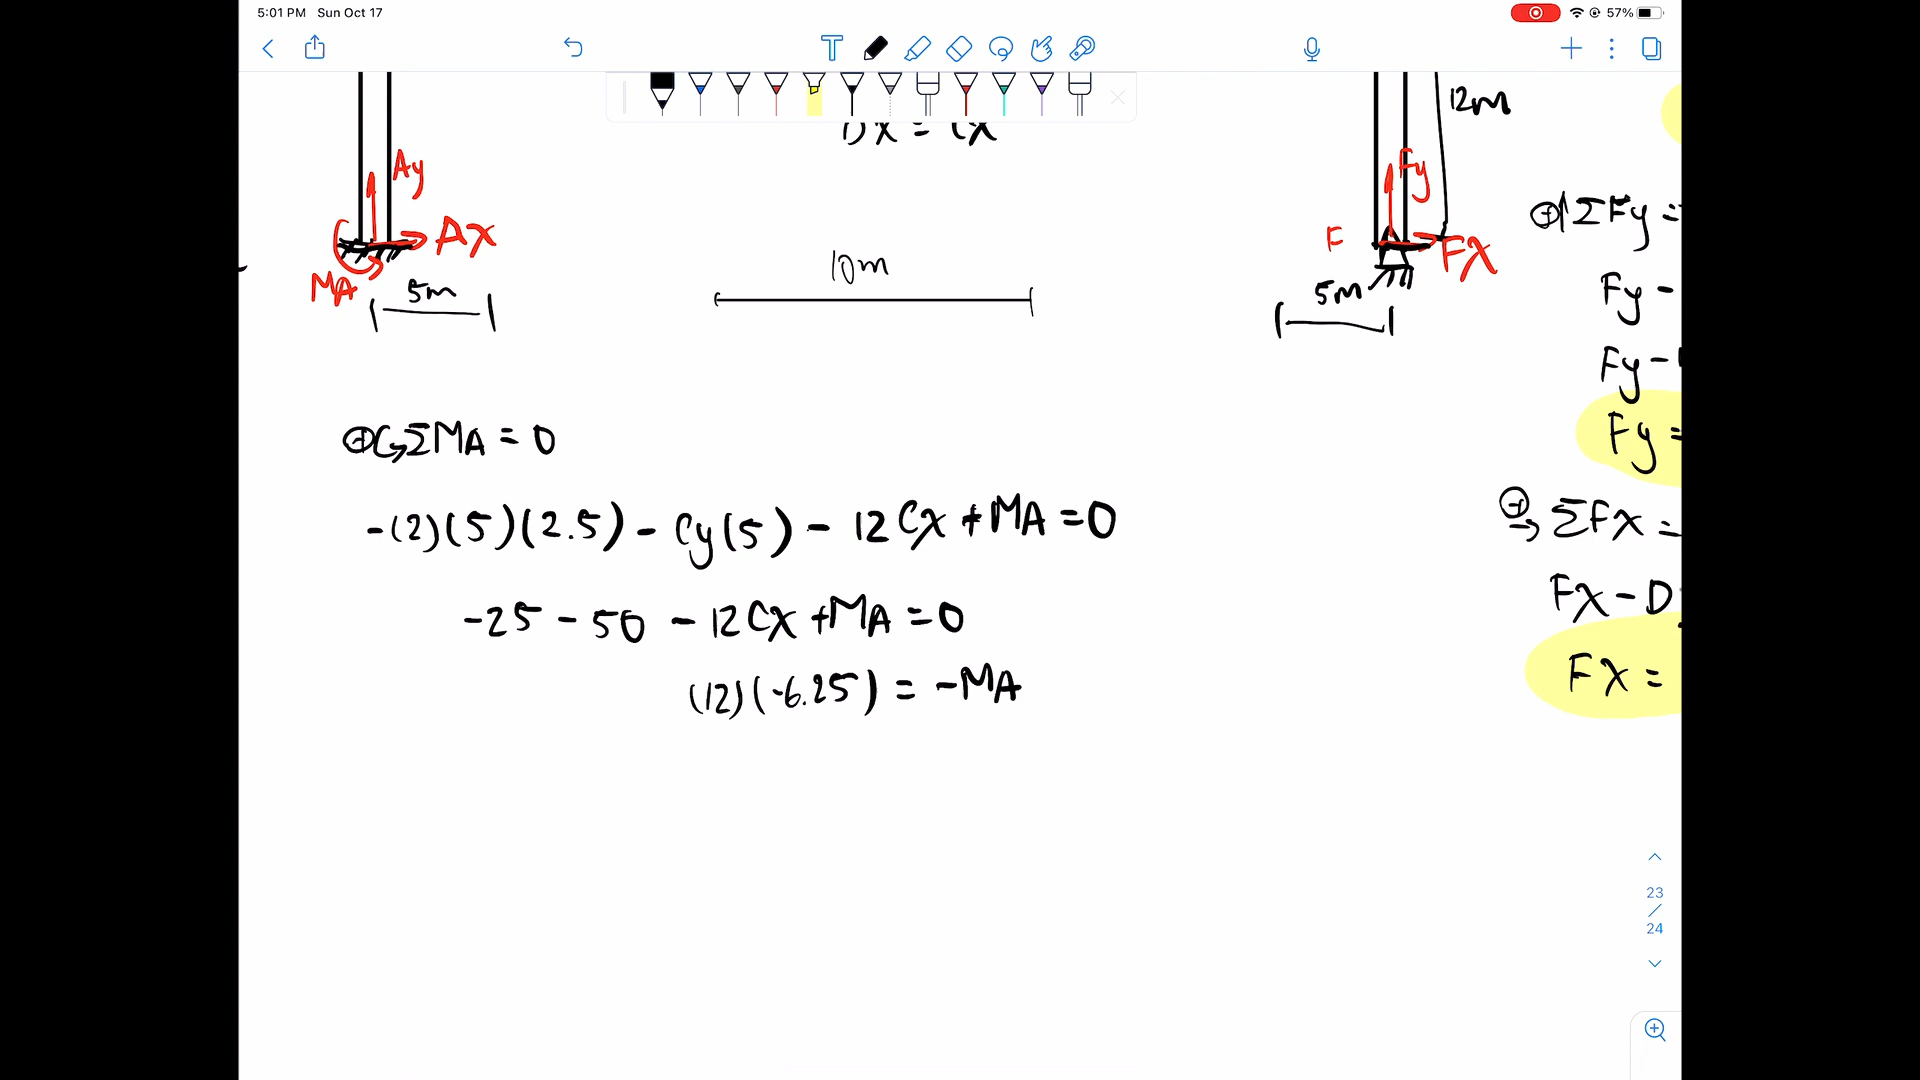 5:01 PM Sun Oct 17
57%
T
12m
Dx = Cx
Ay
Fy
⊕↑ΣFy =
AX
F
FX
MA
5m
10m
5m
Fy -
Fy -
⊕ΣMA = 0
Fy =
-(2)(5)(2.5) - Cy(5) - 12Cx + MA = 0
⊕→ ΣFX =
-25 - 50 - 12Cx + MA = 0
FX - D
(12)(-6.25) = -MA
FX =
23
/
24